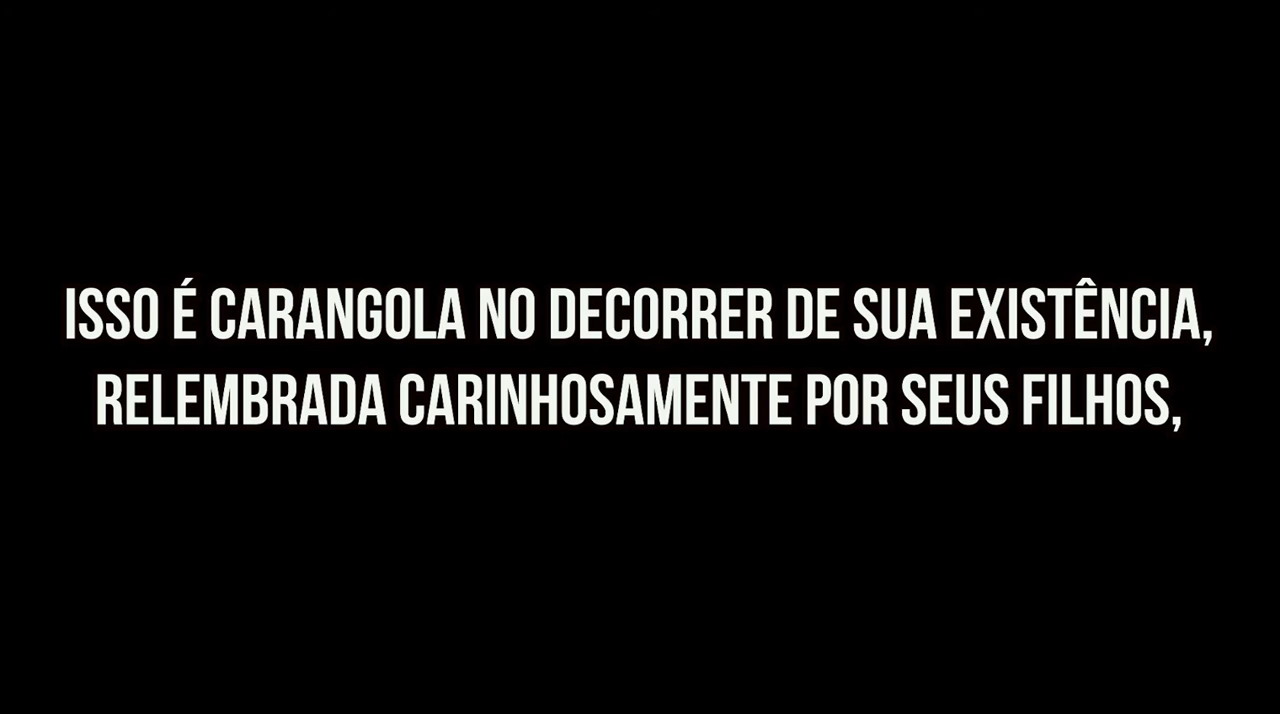 ISSO É CARANGOLA NO DECORRER DE SUA EXISTÊNCIA,
RELEMBRADA CARINHOSAMENTE POR SEUS FILHOS,